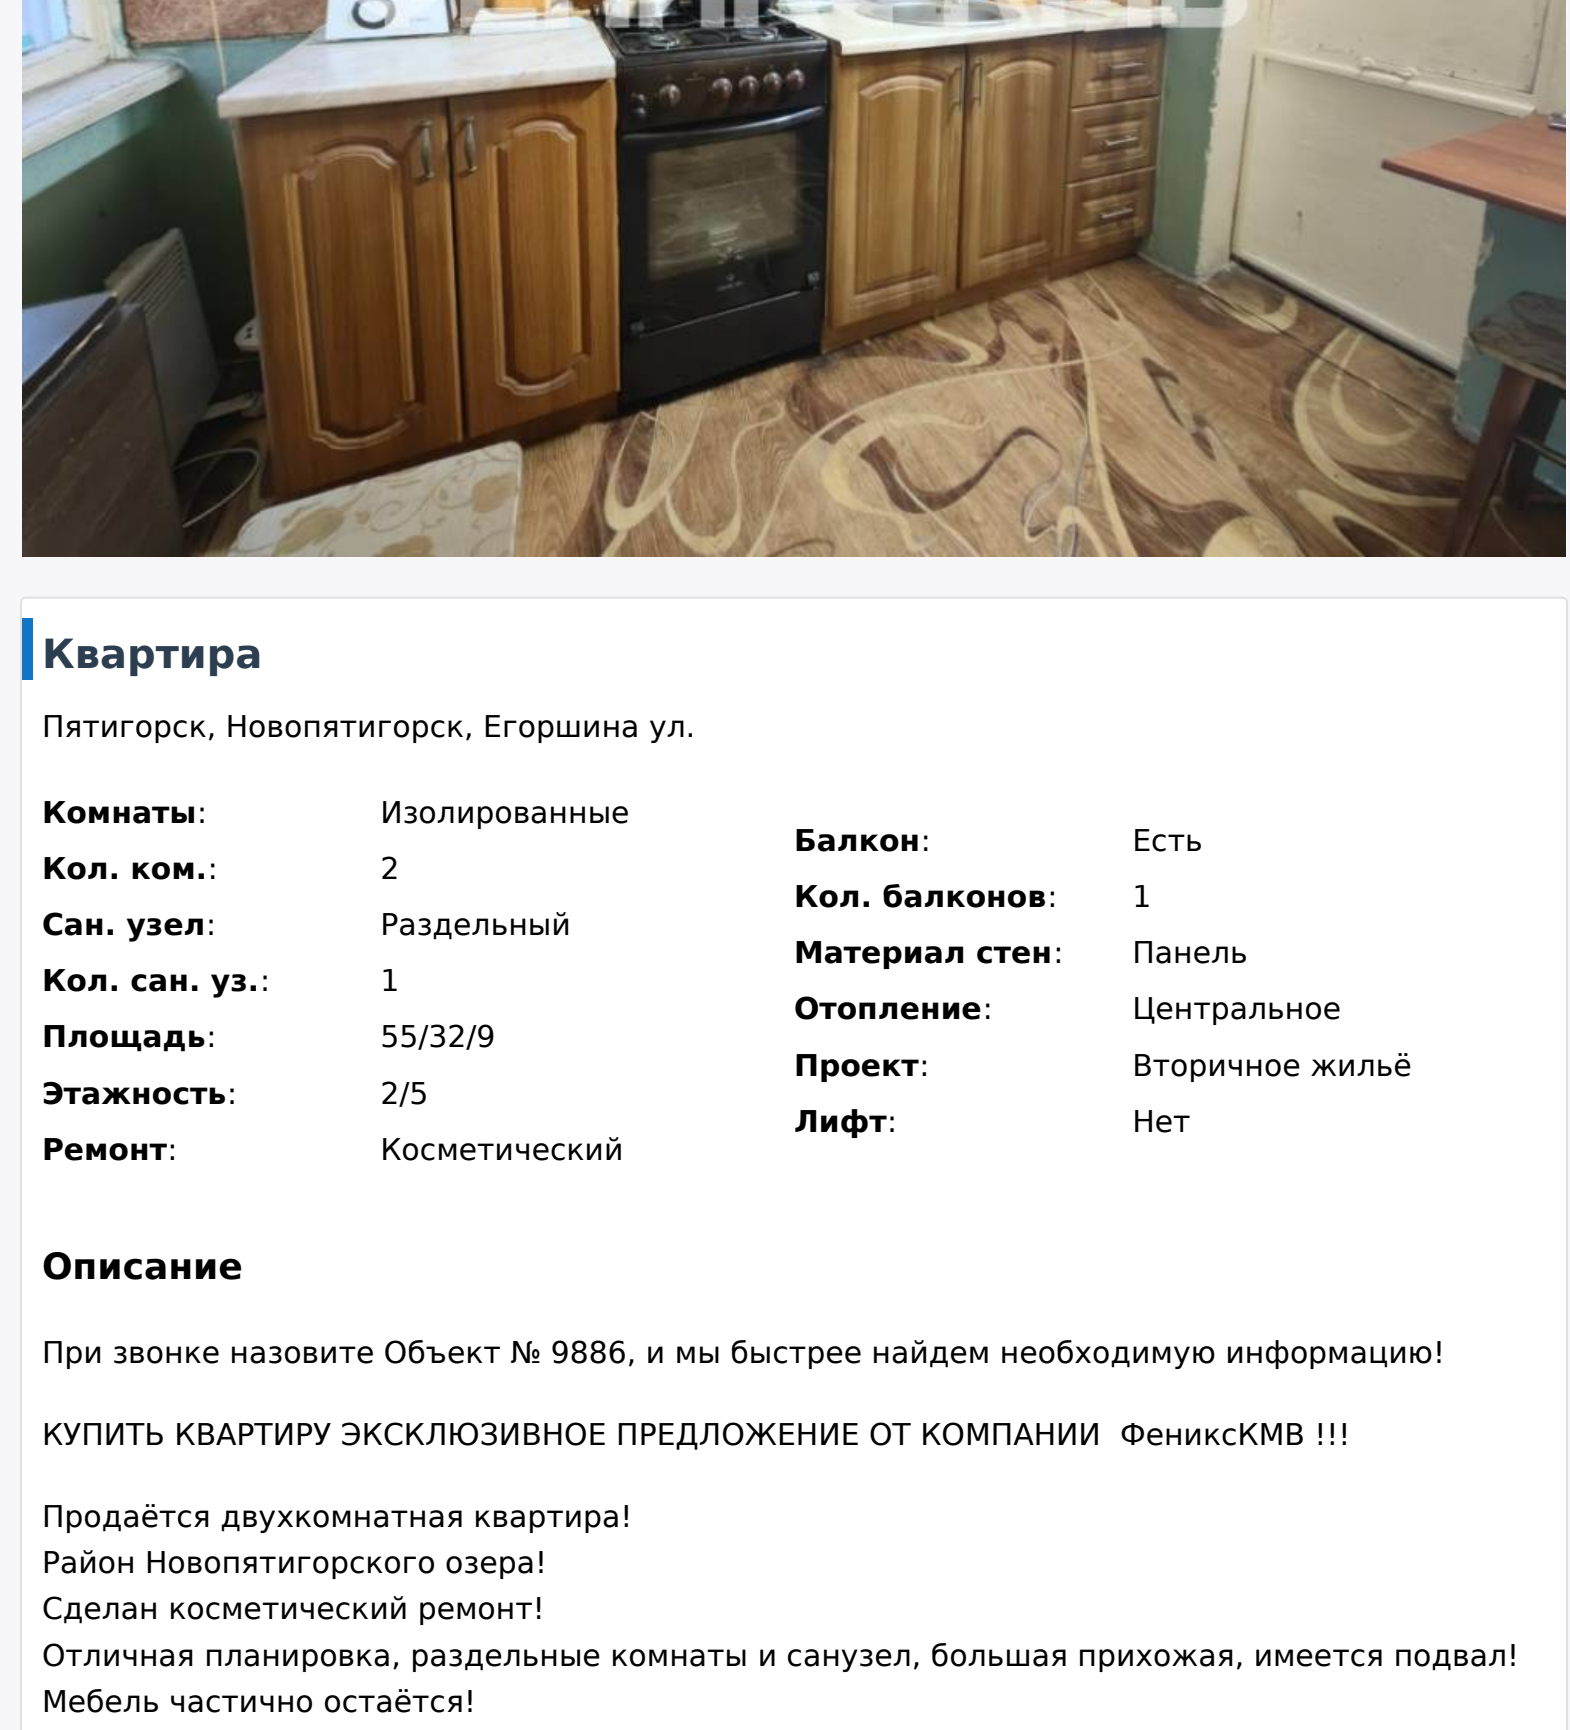 Квартира
Пятигорск, Новопятигорск, Егоршина ул.
Комнаты: Изолированные
Кол. ком.: 2
Сан. узел: Раздельный
Кол. сан. уз.: 1
Площадь: 55/32/9
Этажность: 2/5
Ремонт: Косметический
Балкон: Есть
Кол. балконов: 1
Материал стен: Панель
Отопление: Центральное
Проект: Вторичное жильё
Лифт: Нет
Описание
При звонке назовите Объект № 9886, и мы быстрее найдем необходимую информацию!
КУПИТЬ КВАРТИРУ ЭКСКЛЮЗИВНОЕ ПРЕДЛОЖЕНИЕ ОТ КОМПАНИИ  ФениксКМВ !!!
Продаётся двухкомнатная квартира!
Район Новопятигорского озера!
Сделан косметический ремонт!
Отличная планировка, раздельные комнаты и санузел, большая прихожая, имеется подвал!
Мебель частично остаётся!